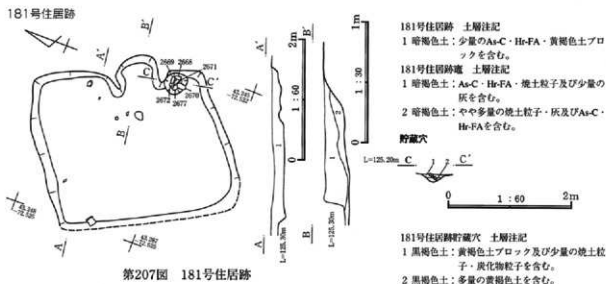 181号住居跡
A'
B'
C
C'
2669 2668
2671
2670
2672
2677
B
A
A'
2m
1:60
0
A
L=125.30m
B'
1m
1:30
0
B
L=125.30m
第207図 181号住居跡
181号住居跡 土層注記
1 暗褐色土:少量のAs-C・Hr-FA・黄褐色土ブロ
ックを含む。
181号住居跡竈 土層注記
1 暗褐色土:As-C・Hr-FA・焼土粒子及び少量の
灰を含む。
2 暗褐色土:やや多量の焼土粒子・灰及びAs-C・
Hr-FAを含む。
貯蔵穴
L=125.20m C 1 2 C'
0 1:60 2m
181号住居跡貯蔵穴 土層注記
1 黒褐色土:黄褐色土ブロック及び少量の焼土粒
子・炭化物粒子を含む。
2 黒褐色土:多量の黄褐色土を含む。